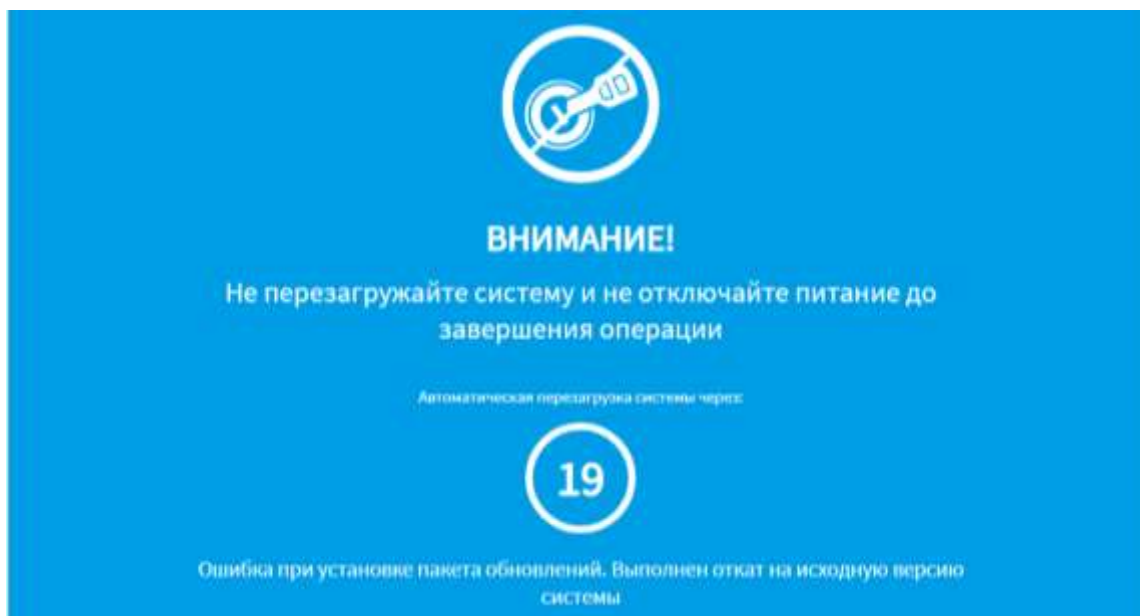 ВНИМАНИЕ!
Не перезагружайте систему и не отключайте питание до
завершения операции
Автоматическая перезагрузка системы через:
19
Ошибка при установке пакета обновлений. Выполнен откат на исходную версию
системы